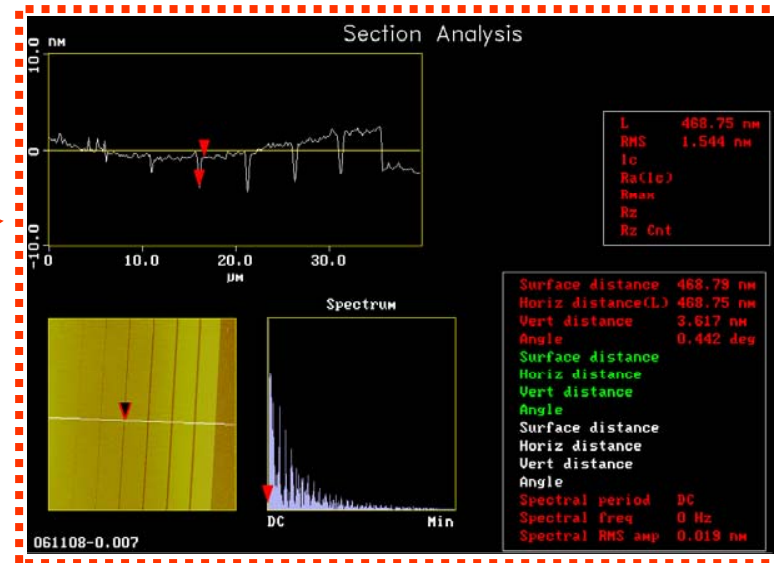 Section Analysis
nM
10.0
0
-10.0
0 10.0 20.0 30.0
µM
L 468.75 nM
RMS 1.544 nM
lc
Ra(lc)
Rmax
Rz
Rz Cnt
Spectrum
DC Min
Surface distance 468.79 nM
Horiz distance(L) 468.75 nM
Vert distance 3.617 nM
Angle 0.442 deg
Surface distance
Horiz distance
Vert distance
Angle
Surface distance
Horiz distance
Vert distance
Angle
Spectral period DC
Spectral freq 0 Hz
Spectral RMS amp 0.019 nM
061108-0.007